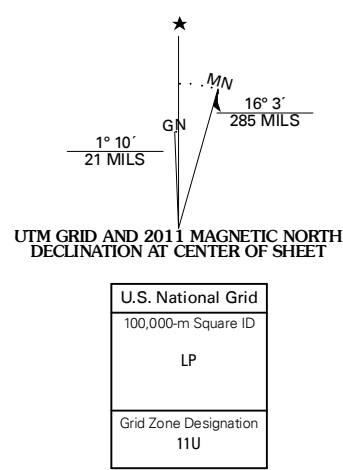 ★
MN
GN
16° 3´
285 MILS
1° 10´
21 MILS
UTM GRID AND 2011 MAGNETIC NORTH
DECLINATION AT CENTER OF SHEET
U.S. National Grid
100,000-m Square ID
LP
Grid Zone Designation
11U